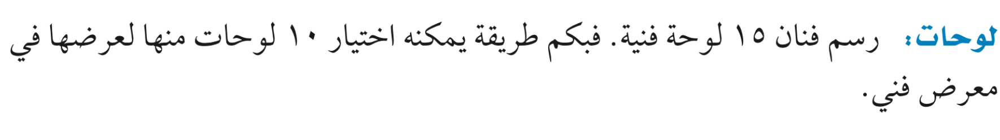 لوحات: رسم فنان ١٥ لوحة فنية. فبكم طريقة يمكنه اختيار ١٠ لوحات منها لعرضها في
معرض فني.